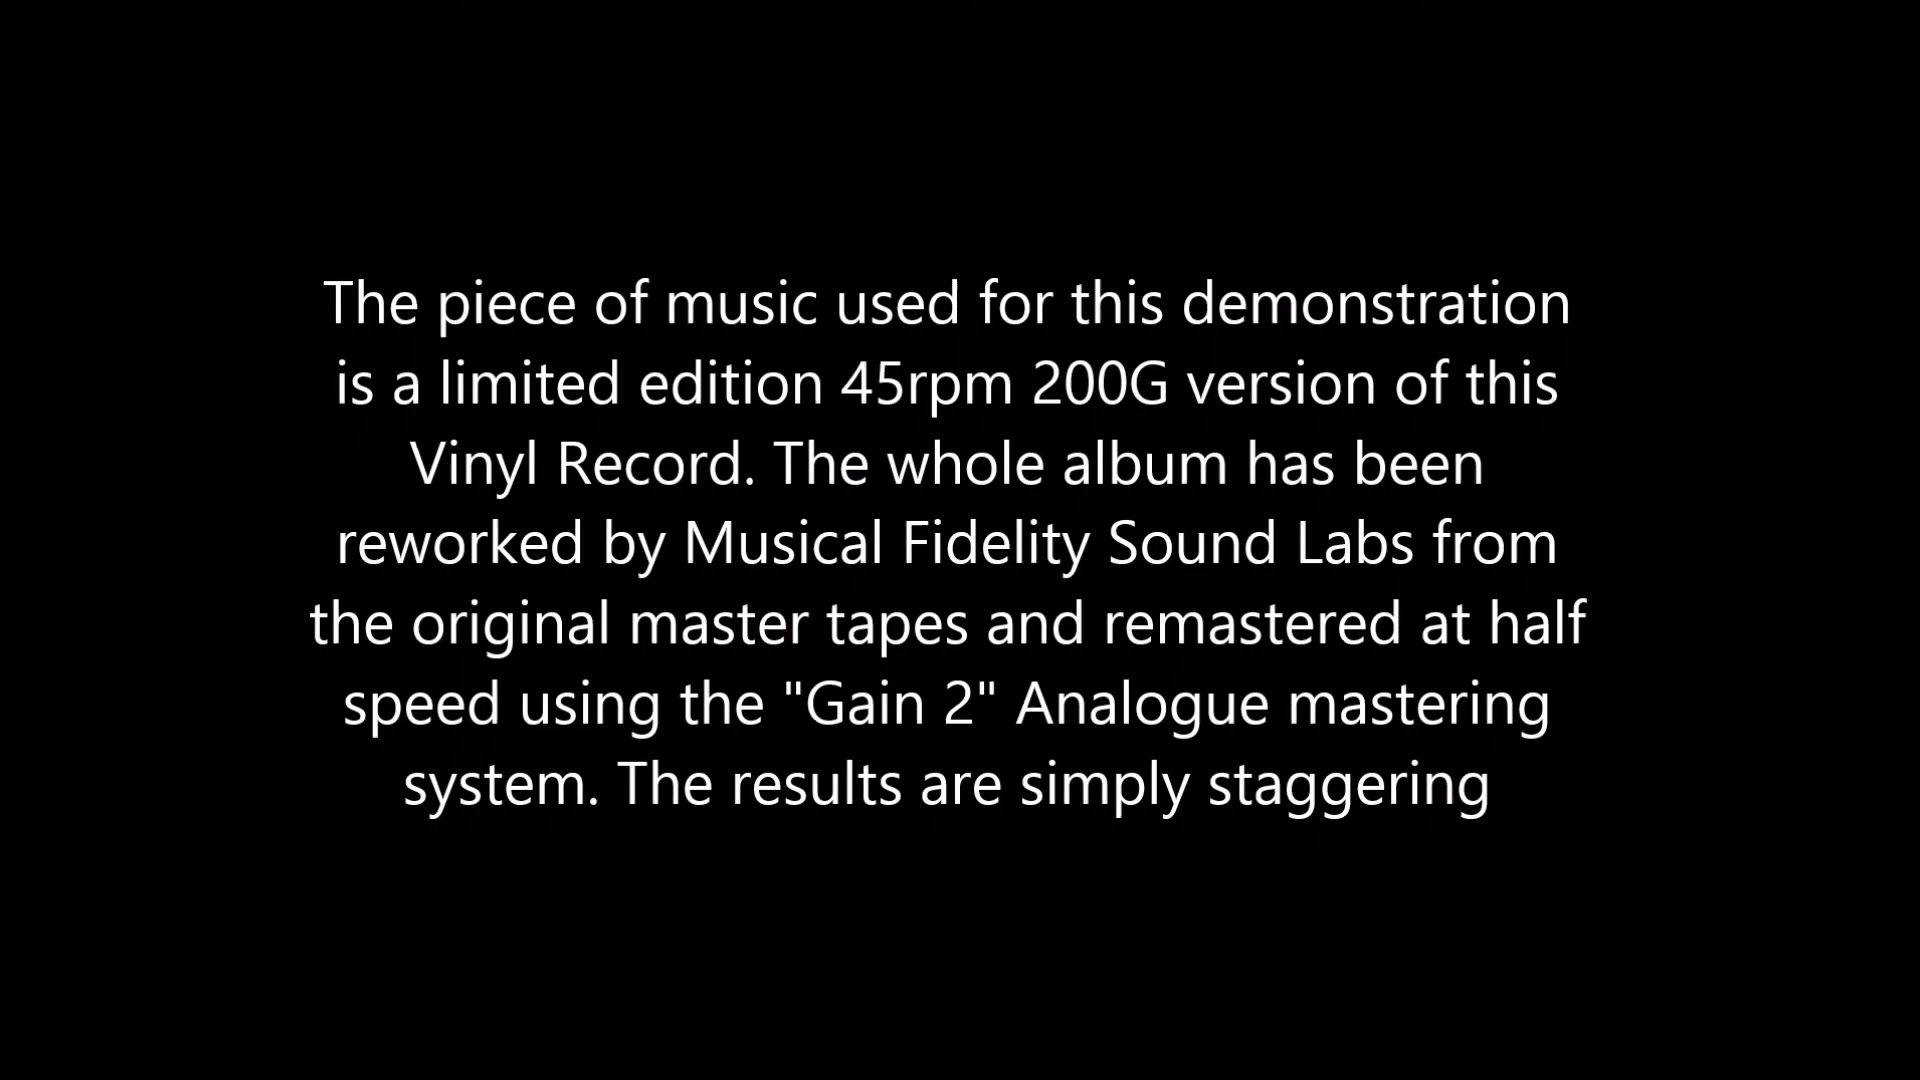 The piece of music used for this demonstration
is a limited edition 45rpm 200G version of this
Vinyl Record. The whole album has been
reworked by Musical Fidelity Sound Labs from
the original master tapes and remastered at half
speed using the "Gain 2" Analogue mastering
system. The results are simply staggering